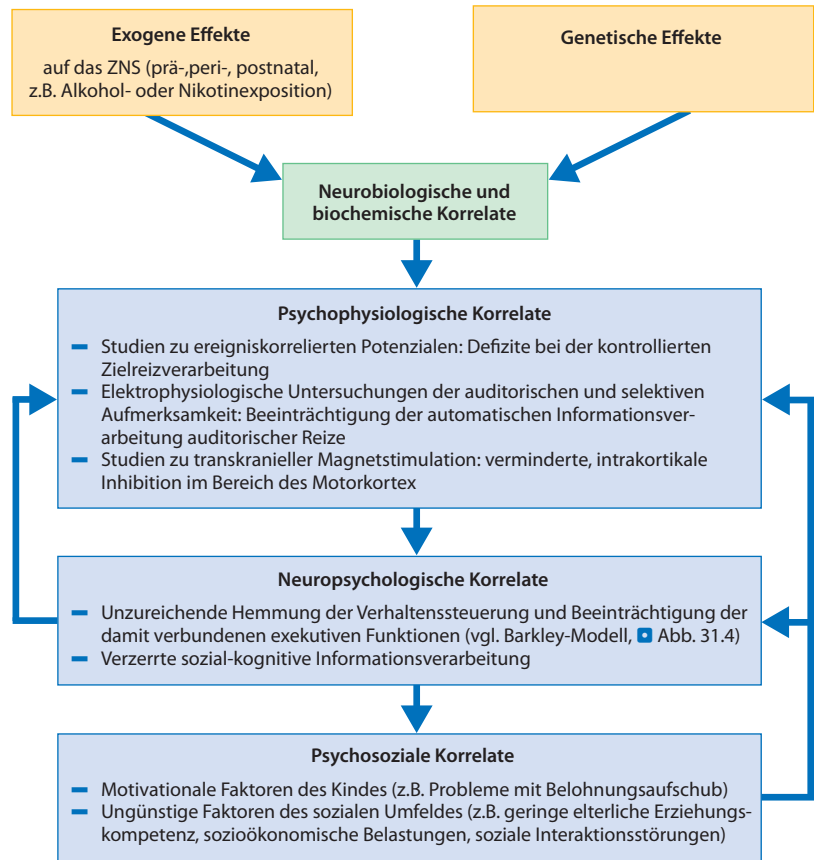 Exogene Effekte
auf das ZNS (prä-,peri-, postnatal,
z.B. Alkohol- oder Nikotinexposition)
Genetische Effekte
Neurobiologische und
biochemische Korrelate
Psychophysiologische Korrelate
Studien zu ereigniskorrelierten Potenzialen: Defizite bei der kontrollierten
Zielreizverarbeitung
Elektrophysiologische Untersuchungen der auditorischen und selektiven
Aufmerksamkeit: Beeinträchtigung der automatischen Informationsver-
arbeitung auditorischer Reize
Studien zu transkranieller Magnetstimulation: verminderte, intrakortikale
Inhibition im Bereich des Motorkortex
Neuropsychologische Korrelate
Unzureichende Hemmung der Verhaltenssteuerung und Beeinträchtigung der
damit verbundenen exekutiven Funktionen (vgl. Barkley-Modell, Abb. 31.4)
Verzerrte sozial-kognitive Informationsverarbeitung
Psychosoziale Korrelate
Motivationale Faktoren des Kindes (z.B. Probleme mit Belohnungsaufschub)
Ungünstige Faktoren des sozialen Umfeldes (z.B. geringe elterliche Erziehungs-
kompetenz, sozioökonomische Belastungen, soziale Interaktionsstörungen)